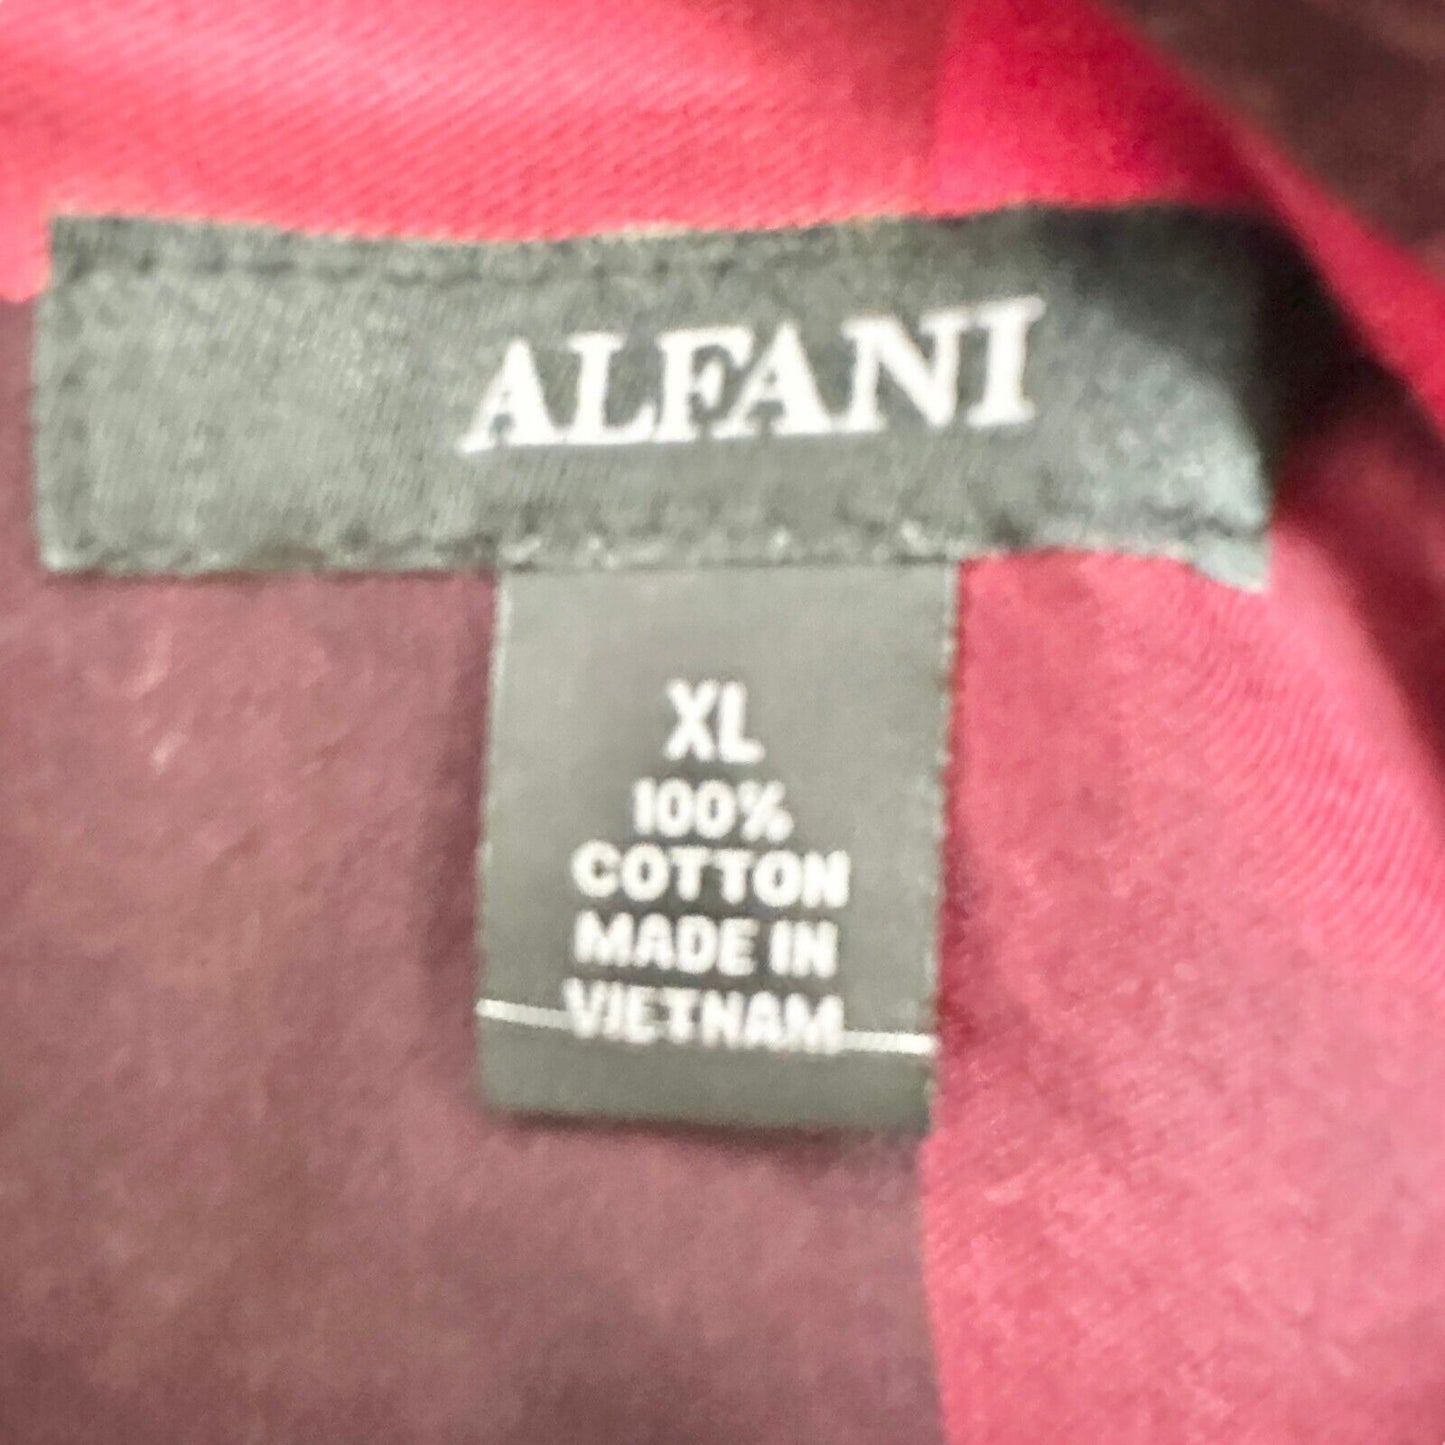 ALFANI
XL
100%
COTTON
MADE IN
VIETNAM